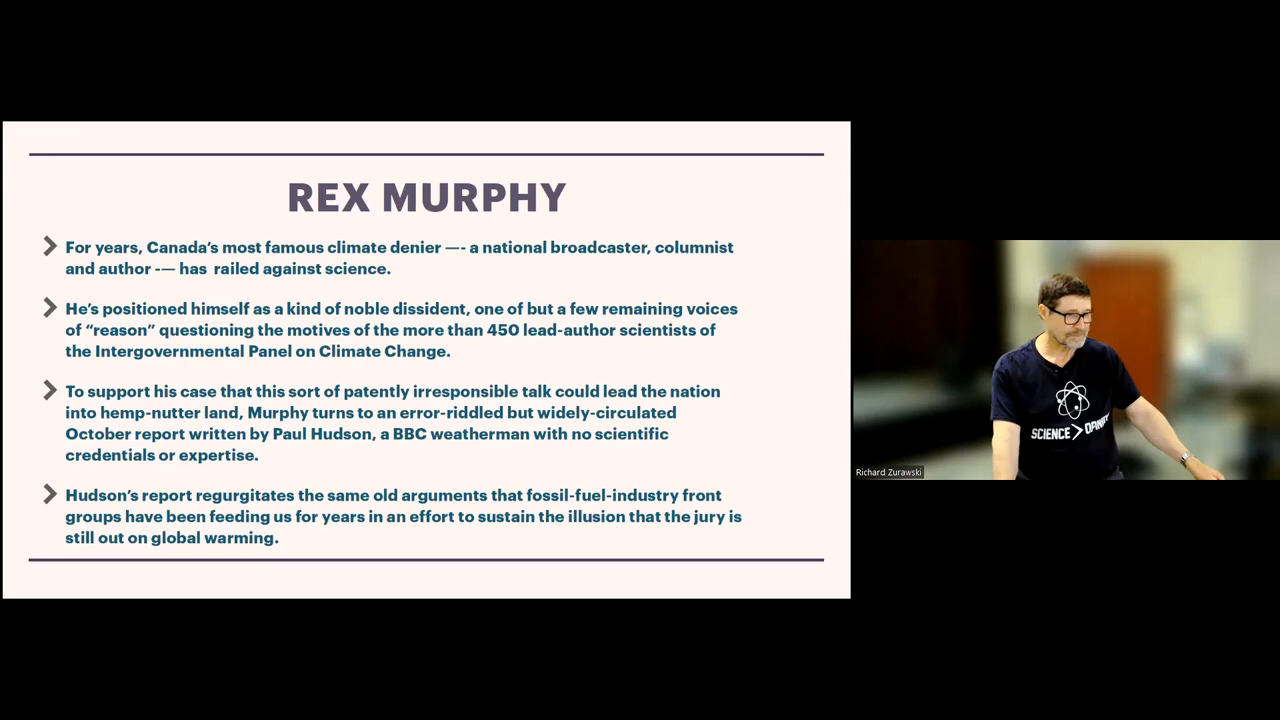 REX MURPHY
For years, Canada’s most famous climate denier —- a national broadcaster, columnist
and author -— has railed against science.
He’s positioned himself as a kind of noble dissident, one of but a few remaining voices
of “reason” questioning the motives of the more than 450 lead-author scientists of
the Intergovernmental Panel on Climate Change.
To support his case that this sort of patently irresponsible talk could lead the nation
into hemp-nutter land, Murphy turns to an error-riddled but widely-circulated
October report written by Paul Hudson, a BBC weatherman with no scientific
credentials or expertise.
Hudson’s report regurgitates the same old arguments that fossil-fuel-industry front
groups have been feeding us for years in an effort to sustain the illusion that the jury is
still out on global warming.
SCIENCE >
Richard Zurawski